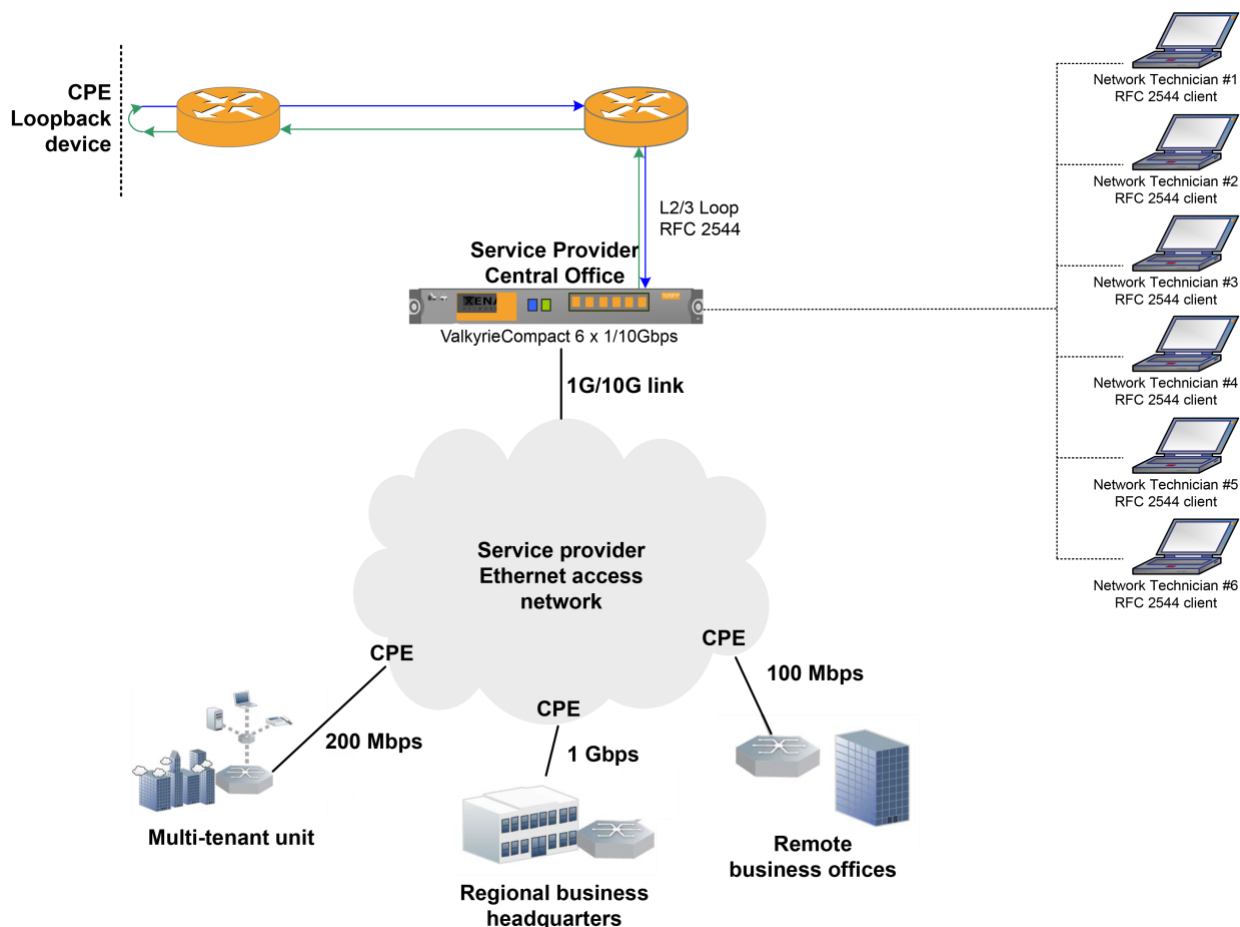 CPE
Loopback
device
L2/3 Loop
RFC 2544
Service Provider
Central Office
XENA
ValkyrieCompact 6 x 1/10Gbps
1G/10G link
Service provider
Ethernet access
network
CPE
200 Mbps
Multi-tenant unit
CPE
1 Gbps
Regional business
headquarters
CPE
100 Mbps
Remote
business offices
Network Technician #1
RFC 2544 client
Network Technician #2
RFC 2544 client
Network Technician #3
RFC 2544 client
Network Technician #4
RFC 2544 client
Network Technician #5
RFC 2544 client
Network Technician #6
RFC 2544 client